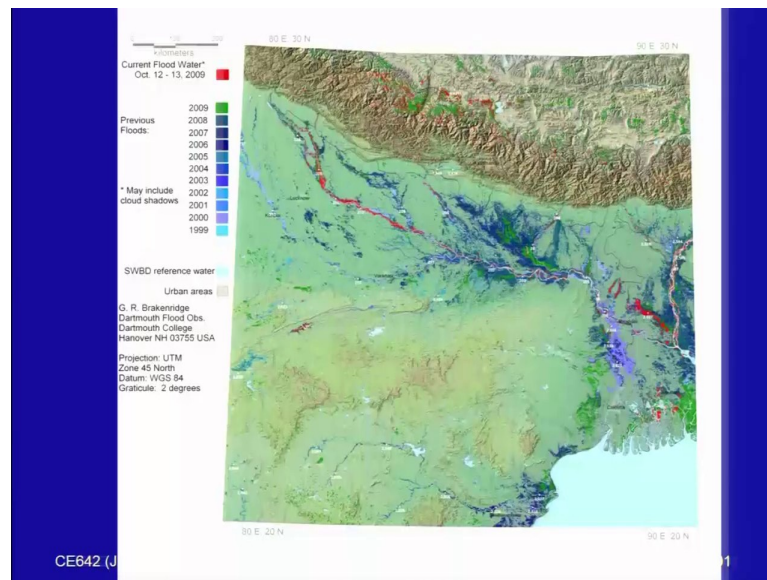 80 E. 30 N
90 E. 30 N
Kilometers
Current Flood Water*
Oct. 12 - 13, 2009
2009
Previous
Floods:
2008
2007
2006
2005
2004
2003
* May include
cloud shadows
2002
2001
2000
1999
SWBD reference water
Urban areas
G. R. Brakenridge
Dartmouth Flood Obs.
Dartmouth College
Hanover NH 03755 USA
Projection: UTM
Zone 45 North
Datum: WGS 84
Graticule: 2 degrees
80 E. 20 N
90 E. 20 N
CE642 (J